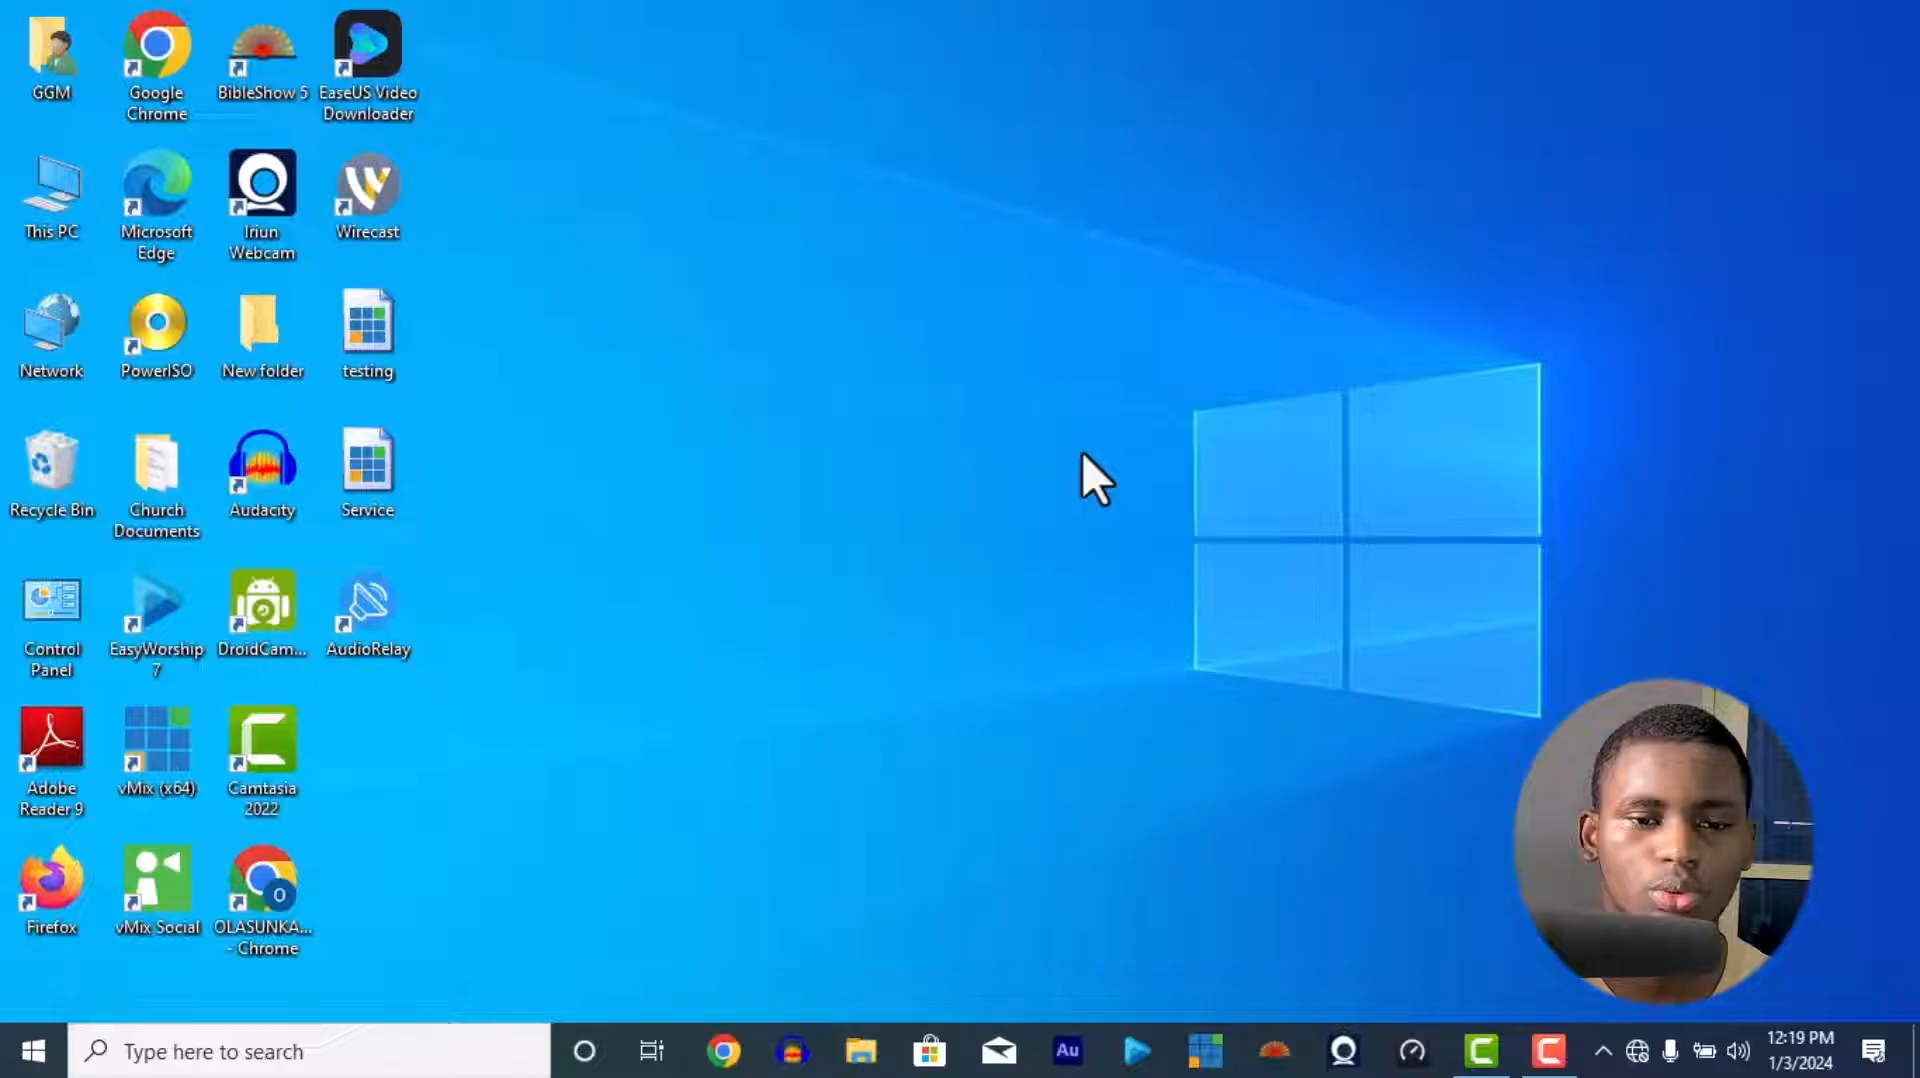 GGM
Google
Chrome
BibleShow 5
EaseUS Video
Downloader
This PC
Microsoft
Edge
Iriun
Webcam
Wirecast
Network
PowerISO
New folder
testing
Recycle Bin
Church
Documents
Audacity
Service
Control
Panel
EasyWorship
7
DroidCam...
AudioRelay
Adobe
Reader 9
vMix (x64)
Camtasia
2022
Firefox
vMix Social
O
OLASUNKA...
- Chrome
Type here to search
Au
12:19 PM
1/3/2024